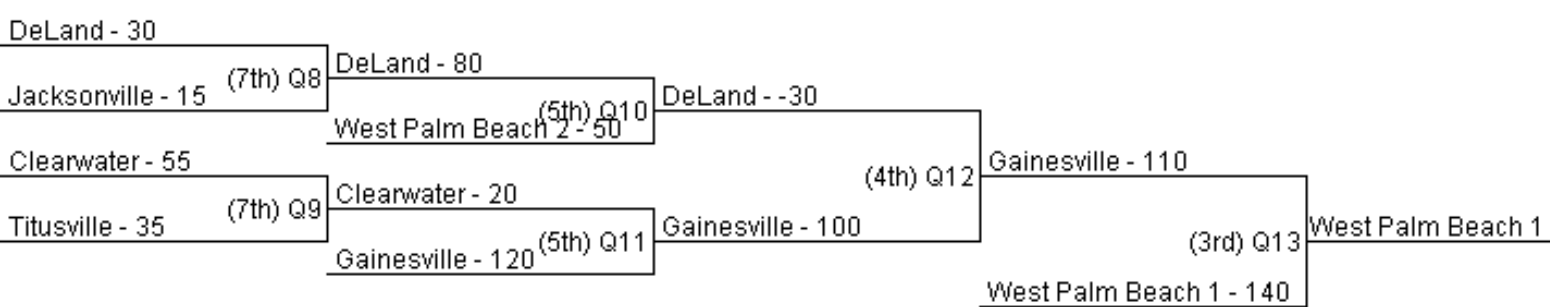 DeLand - 30
(7th) Q8
Jacksonville - 15
DeLand - 80
(5th) Q10
West Palm Beach 2 - 50
Clearwater - 55
(7th) Q9
Titusville - 35
Clearwater - 20
(5th) Q11
Gainesville - 120
DeLand - -30
(4th) Q12
Gainesville - 100
Gainesville - 110
(3rd) Q13
West Palm Beach 1 - 140
West Palm Beach 1